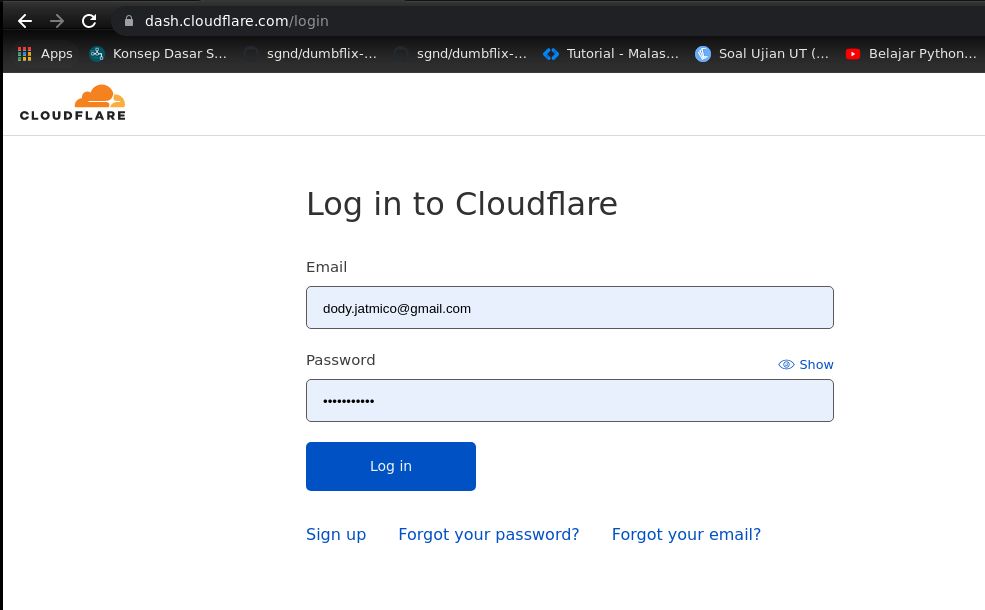 dash.cloudflare.com/login
Apps Konsep Dasar S... sgnd/dumbflix-... sgnd/dumbflix-... Tutorial - Malas... Soal Ujian UT (... Belajar Python...
CLOUDFLARE
Log in to Cloudflare
Email
dody.jatmico@gmail.com
Password Show
•••••••••••
Log in
Sign up Forgot your password? Forgot your email?